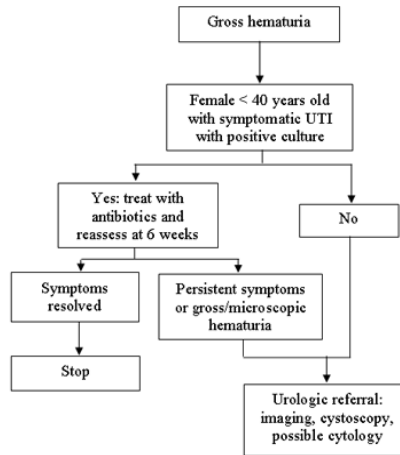 Gross hematuria
Female < 40 years old
with symptomatic UTI
with positive culture
Yes: treat with
antibiotics and
reassess at 6 weeks
No
Symptoms
resolved
Persistent symptoms
or gross/microscopic
hematuria
Stop
Urologic referral:
imaging, cystoscopy,
possible cytology